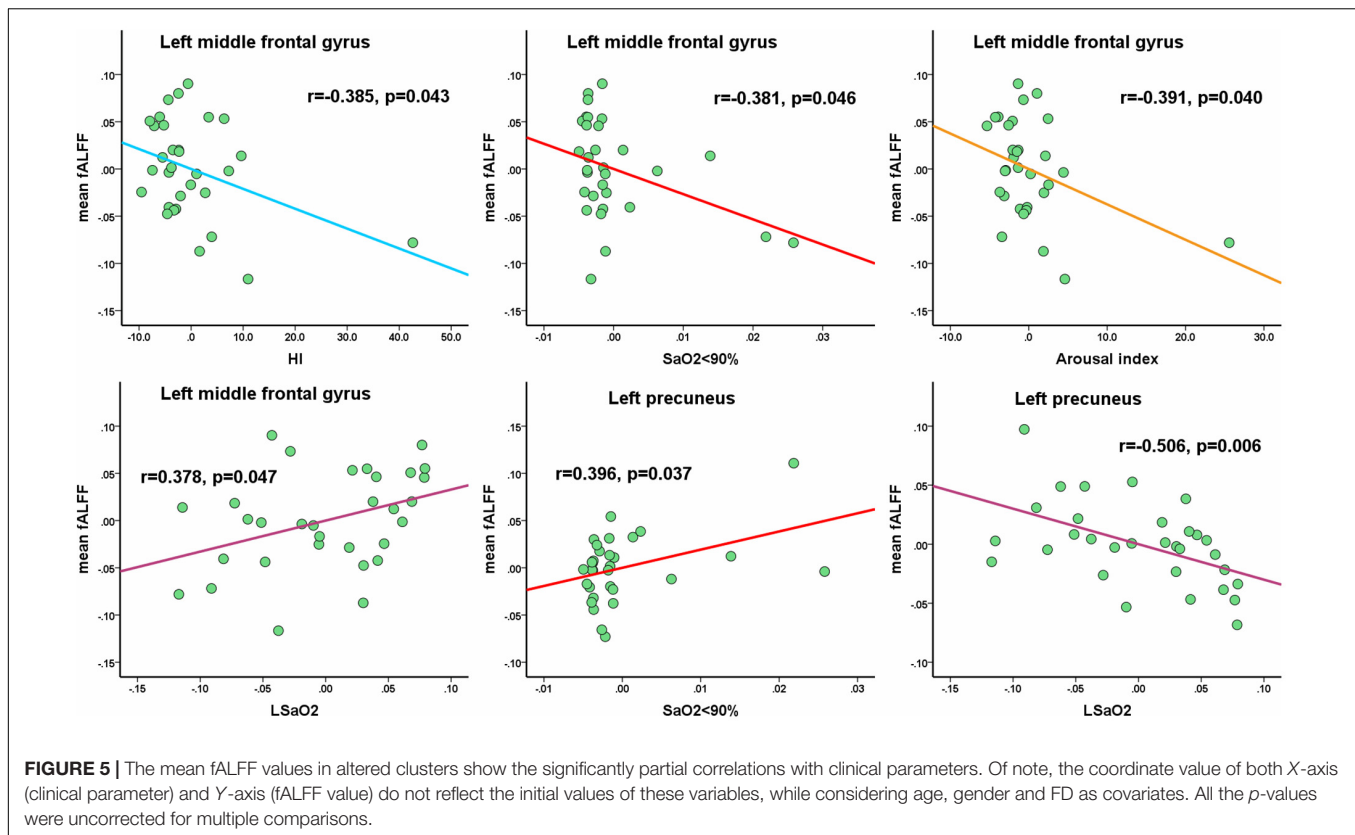 Left middle frontal gyrus
r=-0.385, p=0.043
mean fALFF
.10
.05
.00
-.05
-.10
-.15
-10.0 .0 10.0 20.0 30.0 40.0 50.0
HI
Left middle frontal gyrus
r=-0.381, p=0.046
mean fALFF
.10
.05
.00
-.05
-.10
-.15
-.01 .00 .01 .02 .03
SaO2<90%
Left middle frontal gyrus
r=-0.391, p=0.040
mean fALFF
.10
.05
.00
-.05
-.10
-.15
-10.0 .0 10.0 20.0 30.0
Arousal index
Left middle frontal gyrus
r=0.378, p=0.047
mean fALFF
.10
.05
.00
-.05
-.10
-.15
-.15 -.10 -.05 .00 .05 .10
LSaO2
Left precuneus
r=0.396, p=0.037
mean fALFF
.15
.10
.05
.00
-.05
-.10
-.01 .00 .01 .02 .03
SaO2<90%
Left precuneus
r=-0.506, p=0.006
mean fALFF
.10
.05
.00
.05
-.10
-.15 -.10 -.05 .00 .05 .10
LSaO2
FIGURE 5 | The mean fALFF values in altered clusters show the significantly partial correlations with clinical parameters. Of note, the coordinate value of both X-axis
(clinical parameter) and Y-axis (fALFF value) do not reflect the initial values of these variables, while considering age, gender and FD as covariates. All the p-values
were uncorrected for multiple comparisons.